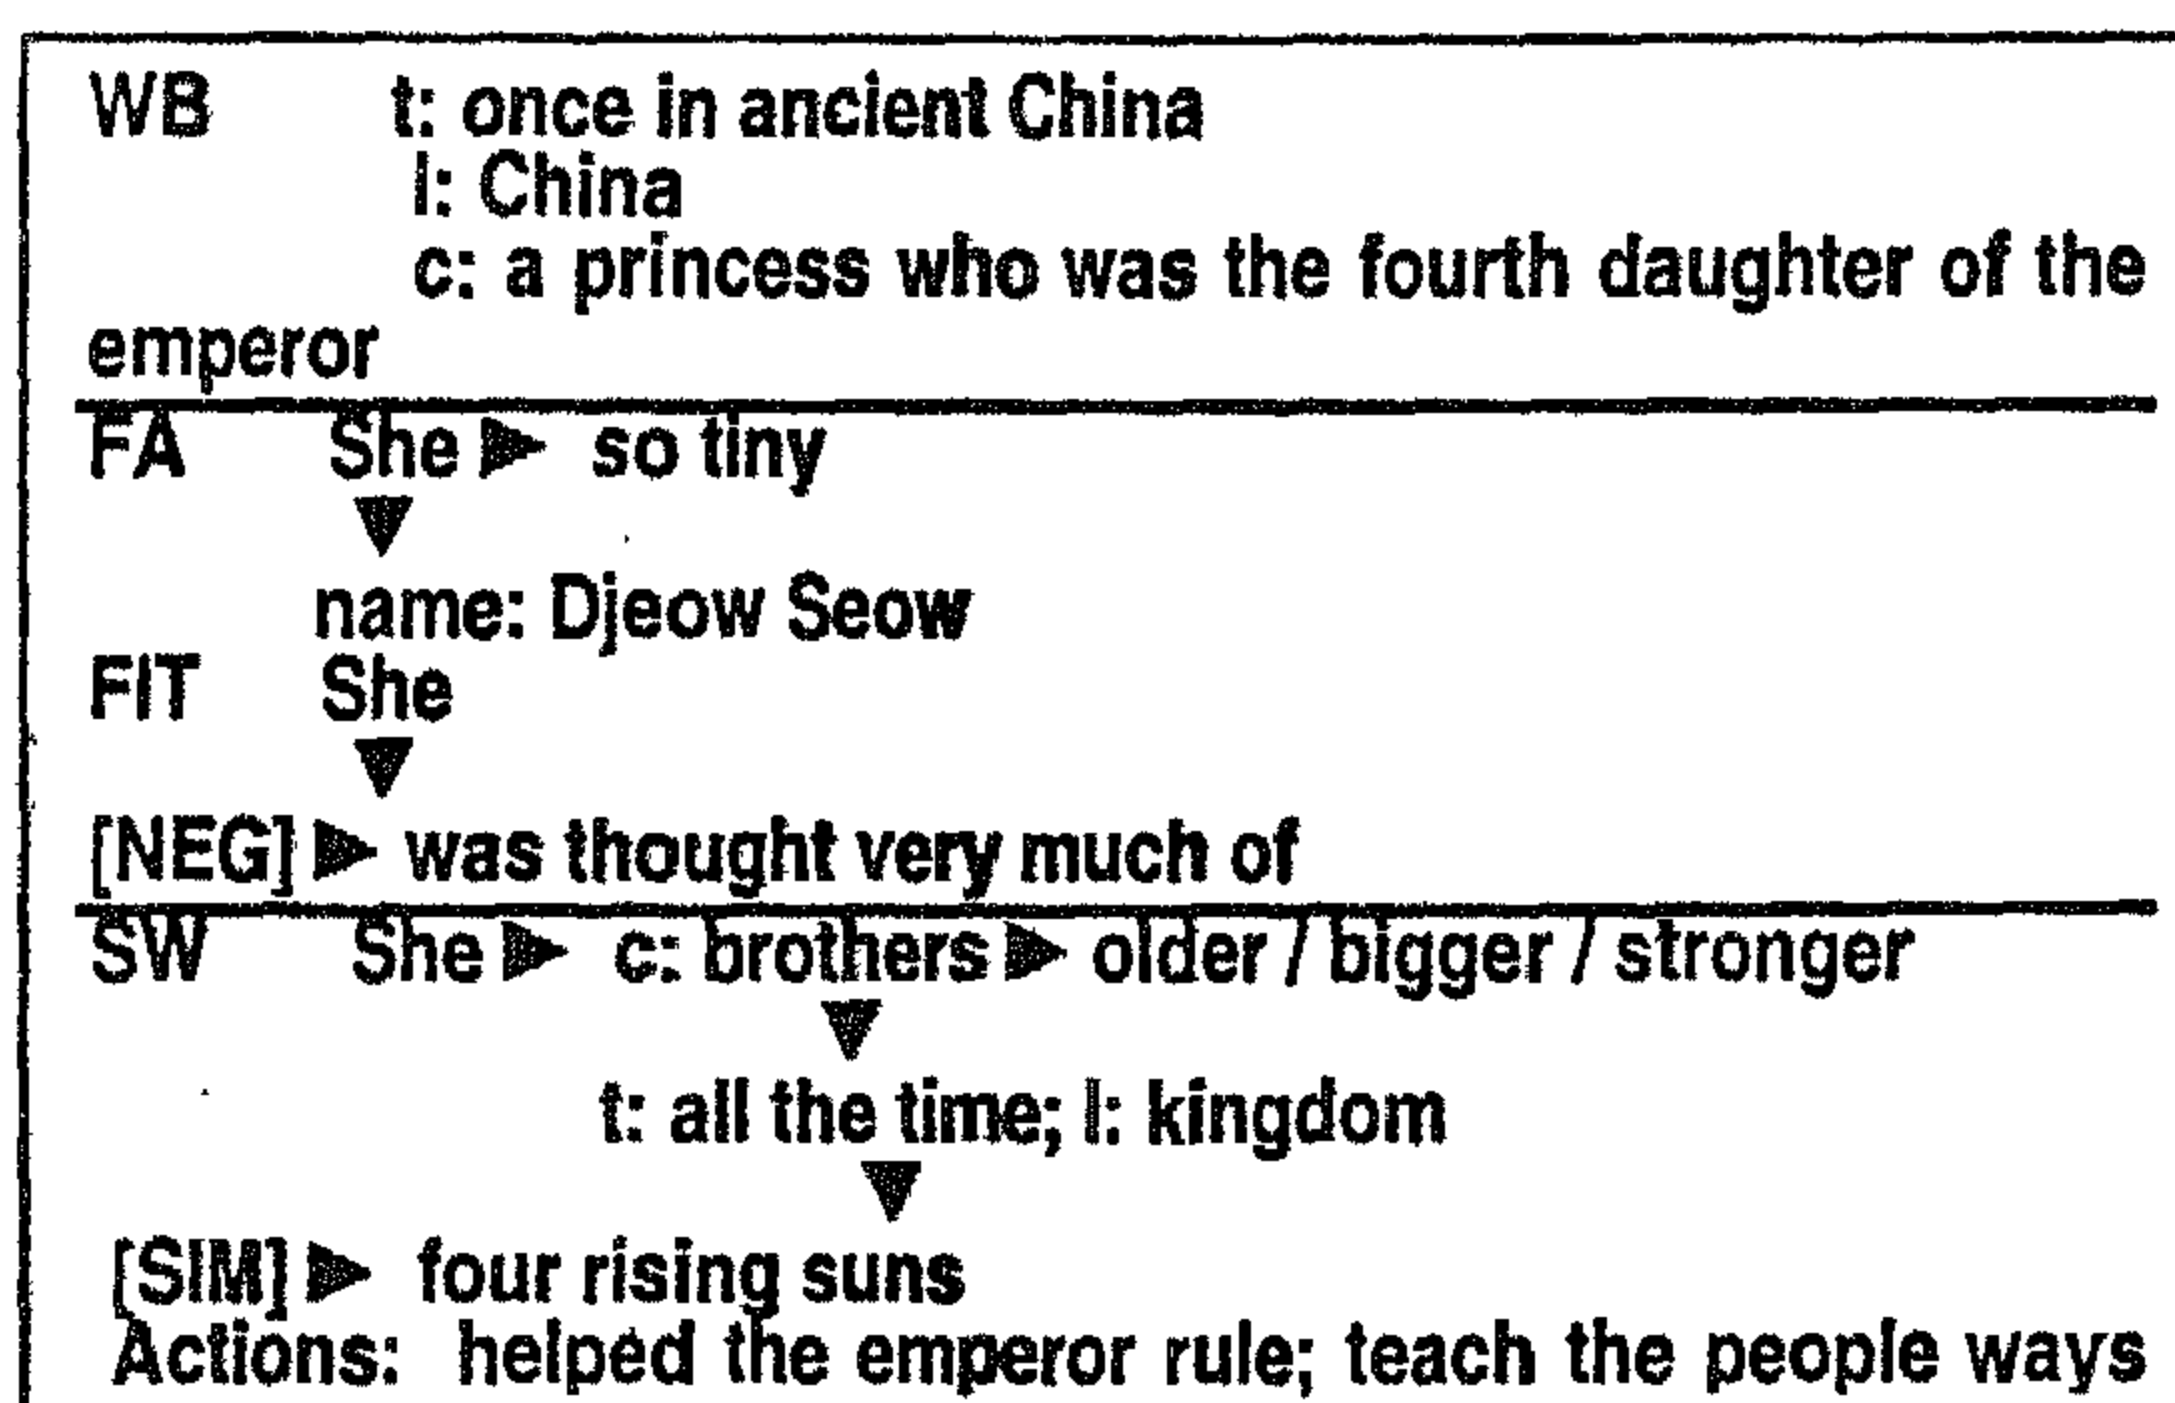 WB t: once in ancient China
l: China
c: a princess who was the fourth daughter of the
emperor
FA She ▶ so tiny
▼
name: Djeow Seow
FIT She
▼
[NEG] ▶ was thought very much of
SW She ▶ c: brothers ▶ older / bigger / stronger
▼
t: all the time; l: kingdom
▼
[SIM] ▶ four rising suns
Actions: helped the emperor rule; teach the people ways